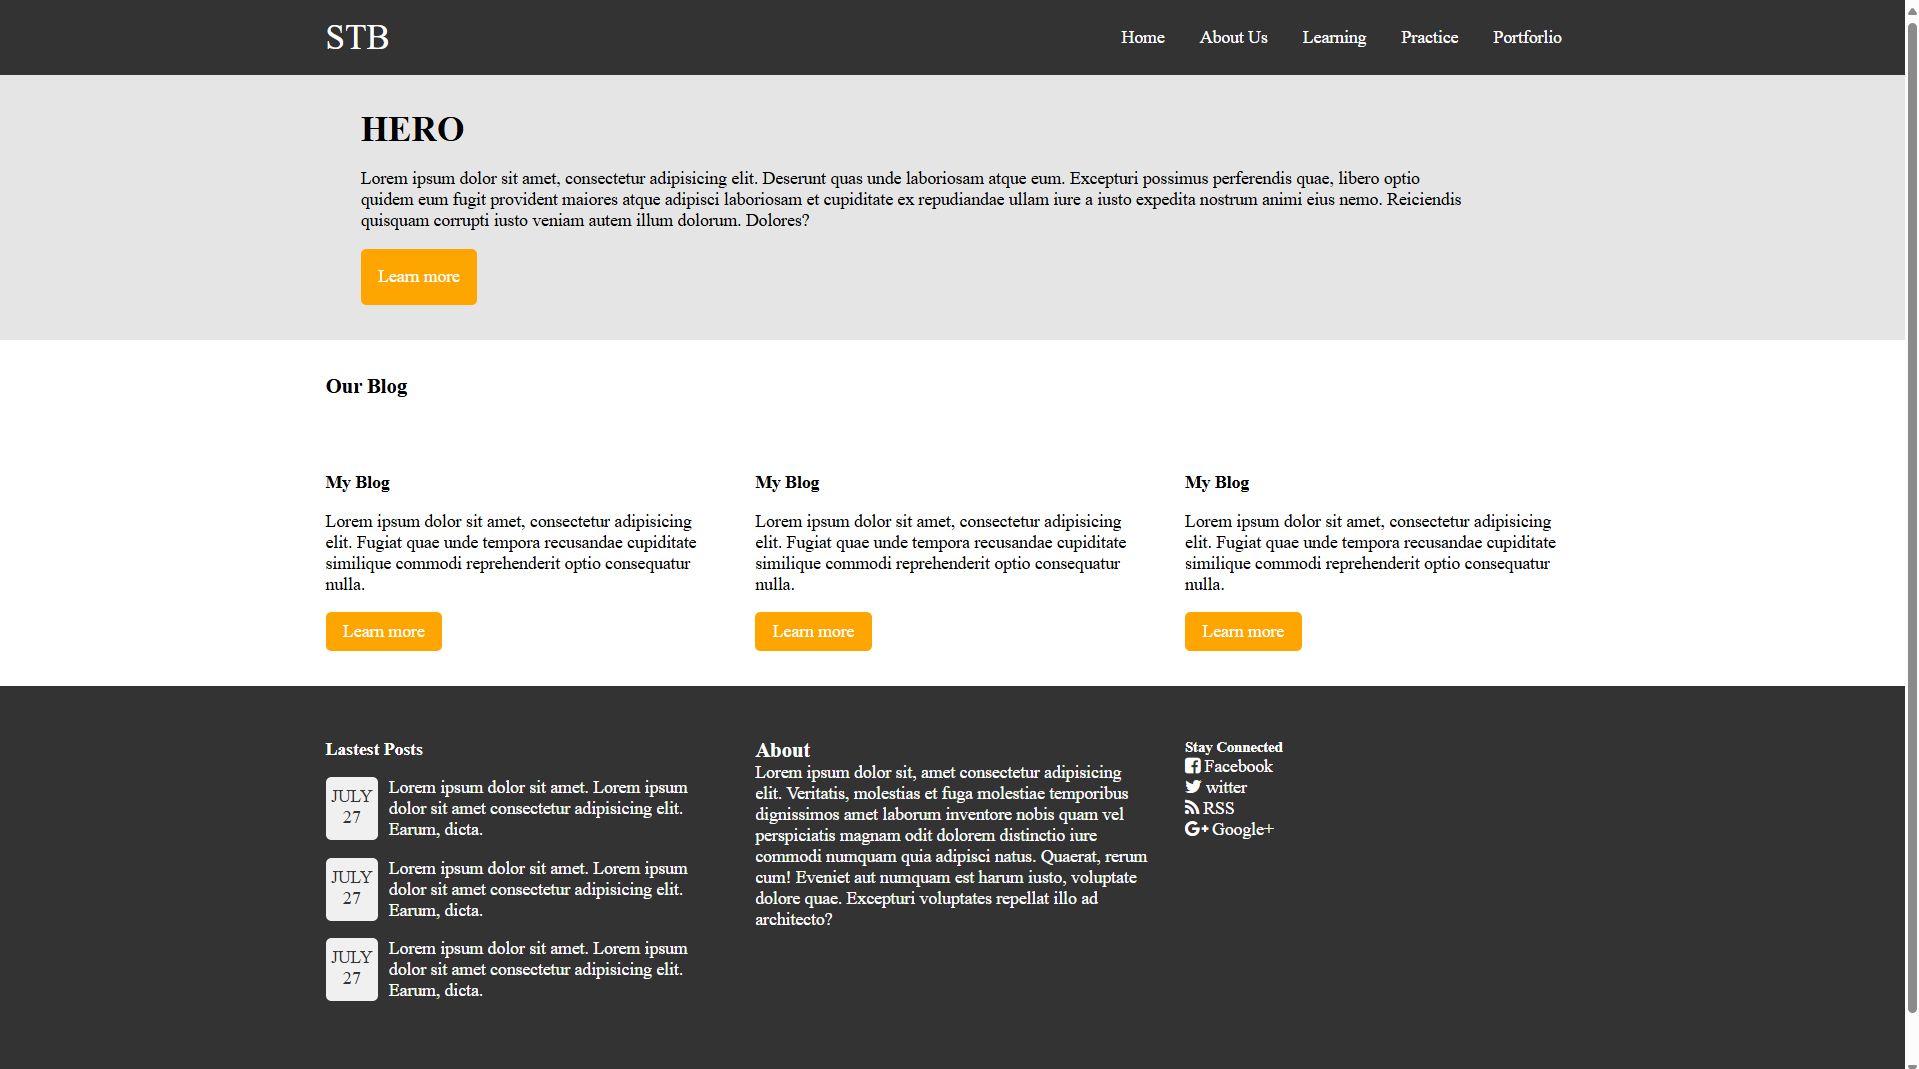 STB
Home
About Us
Learning
Practice
Portforlio
HERO
Lorem ipsum dolor sit amet, consectetur adipisicing elit. Deserunt quas unde laboriosam atque eum. Excepturi possimus perferendis quae, libero optio
quidem eum fugit provident maiores atque adipisci laboriosam et cupiditate ex repudiandae ullam iure a iusto expedita nostrum animi eius nemo. Reiciendis
quisquam corrupti iusto veniam autem illum dolorum. Dolores?
Learn more
Our Blog
My Blog
Lorem ipsum dolor sit amet, consectetur adipisicing
elit. Fugiat quae unde tempora recusandae cupiditate
similique commodi reprehenderit optio consequatur
nulla.
Learn more
My Blog
Lorem ipsum dolor sit amet, consectetur adipisicing
elit. Fugiat quae unde tempora recusandae cupiditate
similique commodi reprehenderit optio consequatur
nulla.
Learn more
My Blog
Lorem ipsum dolor sit amet, consectetur adipisicing
elit. Fugiat quae unde tempora recusandae cupiditate
similique commodi reprehenderit optio consequatur
nulla.
Learn more
Lastest Posts
JULY
27
Lorem ipsum dolor sit amet. Lorem ipsum
dolor sit amet consectetur adipisicing elit.
Earum, dicta.
JULY
27
Lorem ipsum dolor sit amet. Lorem ipsum
dolor sit amet consectetur adipisicing elit.
Earum, dicta.
JULY
27
Lorem ipsum dolor sit amet. Lorem ipsum
dolor sit amet consectetur adipisicing elit.
Earum, dicta.
About
Lorem ipsum dolor sit, amet consectetur adipisicing
elit. Veritatis, molestias et fuga molestiae temporibus
dignissimos amet laborum inventore nobis quam vel
perspiciatis magnam odit dolorem distinctio iure
commodi numquam quia adipisci natus. Quaerat, rerum
cum! Eveniet aut numquam est harum iusto, voluptate
dolore quae. Excepturi voluptates repellat illo ad
architecto?
Stay Connected
Facebook
witter
RSS
Google+